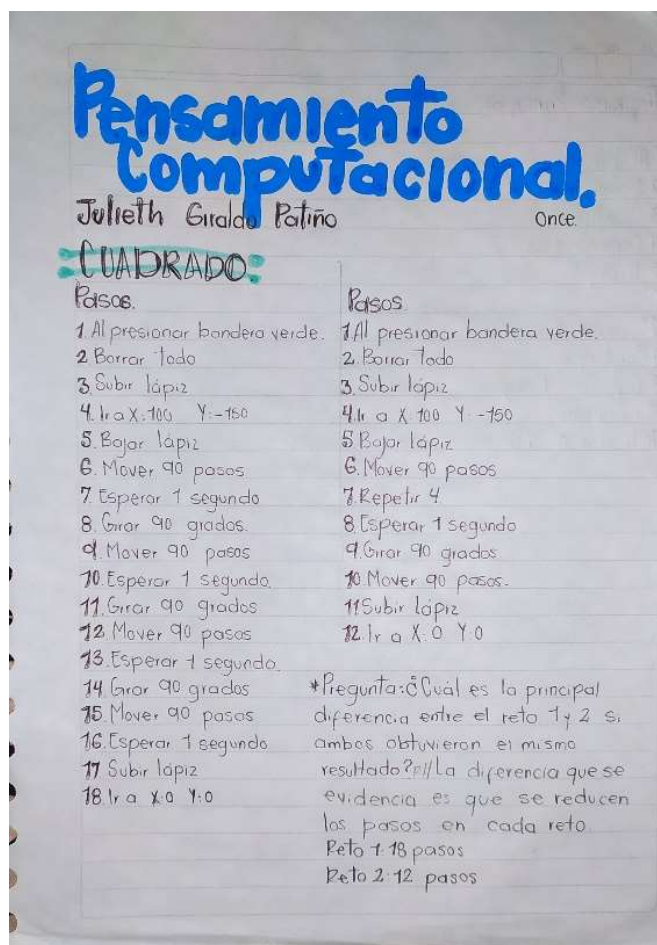 Pensamiento
Computacional.
Julieth Giraldo Patiño
Once.
CUADRADO:
Pasos.
1. Al presionar bandera verde.
2 Borrar todo
3. Subir lápiz
4. Ir a X:100 Y:-150
5. Bajar lápiz
6. Mover 90 pasos
7. Esperar 1 segundo
8. Girar 90 grados.
9. Mover 90 pasos
10. Esperar 1 segundo.
11. Girar 90 grados
12 Mover 90 pasos
13. Esperar 1 segundo.
14. Girar 90 grados
15. Mover 90 pasos
16. Esperar 1 segundo
17 Subir lápiz
18. Ir a X:0 Y:0
Pasos
1. Al presionar bandera verde.
2. Borrar todo
3. Subir lápiz
4. Ir a X:100 Y:-150
5 Bajar lápiz
6. Mover 90 pasos
7. Repetir 4
8 Esperar 1 segundo
9. Girar 90 grados
10. Mover 90 pasos.
11 Subir lápiz
12. Ir a X:0 Y:0
*Pregunta: ¿Cuál es la principal
diferencia entre el reto 1 y 2 si
ambos obtuvieron el mismo
resultado? R// La diferencia que se
evidencia es que se reducen
los pasos en cada reto.
Reto 1: 18 pasos
Reto 2: 12 pasos